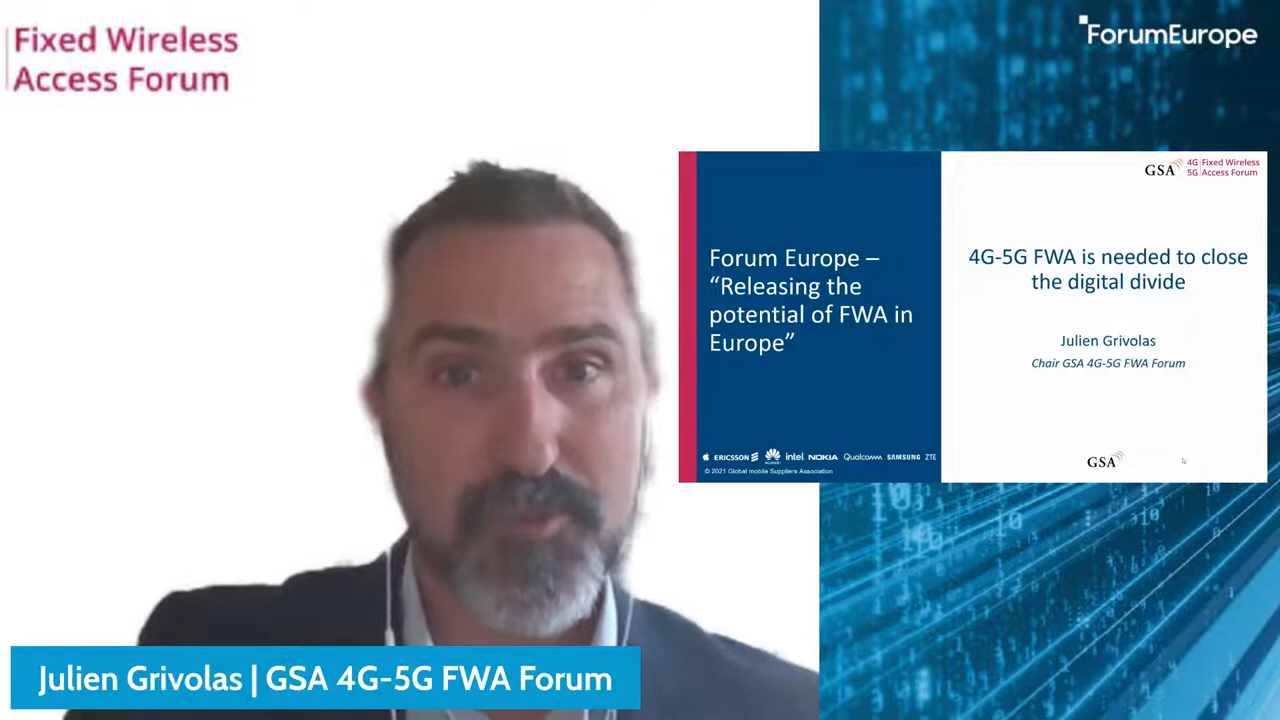 Fixed Wireless
Access Forum
ForumEurope
GSA 4G Fixed Wireless
5G Access Forum
Forum Europe –
“Releasing the
potential of FWA in
Europe”
4G-5G FWA is needed to close
the digital divide
Julien Grivolas
Chair GSA 4G-5G FWA Forum
ERICSSON HUAWEI intel NOKIA Qualcomm SAMSUNG ZTE
© 2021 Global mobile Suppliers Association
GSA
Julien Grivolas | GSA 4G-5G FWA Forum